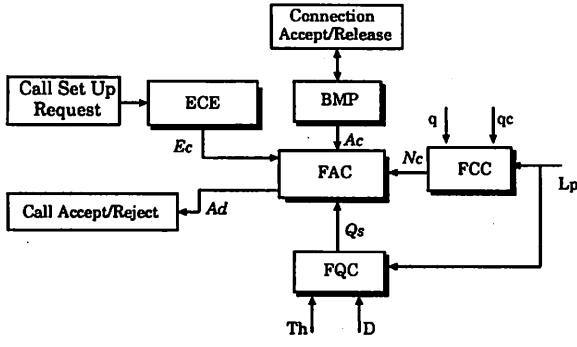 Connection
Accept/Release
Call Set Up
Request
ECE
BMP
q
qc
Ec
Ac
Nc
FAC
FCC
Lp
Call Accept/Reject
Ad
Qs
FQC
Th
D